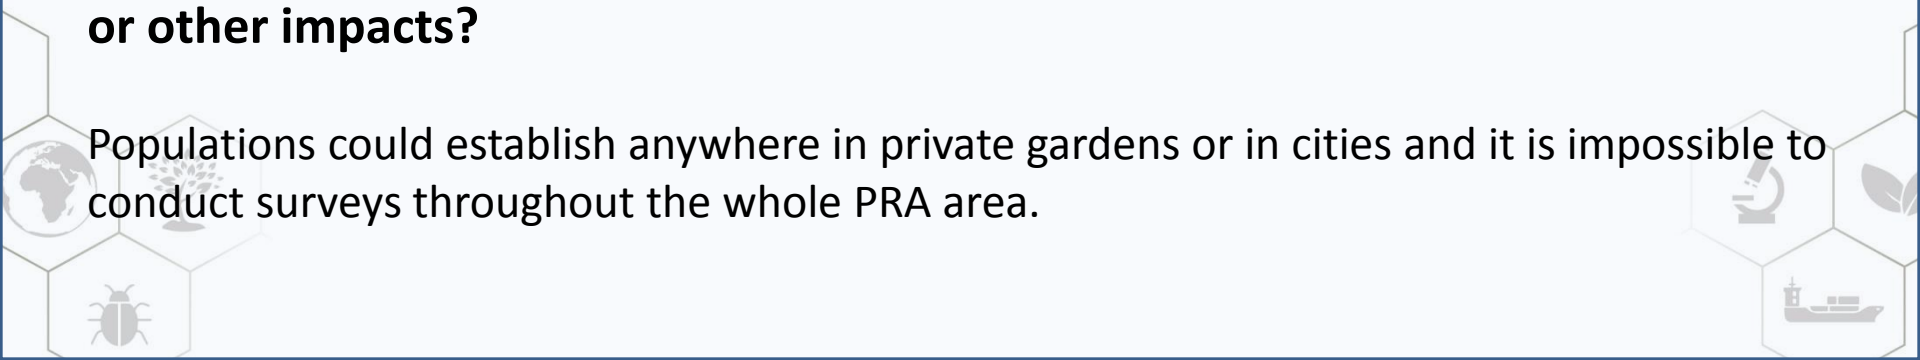 or other impacts?
Populations could establish anywhere in private gardens or in cities and it is impossible to
conduct surveys throughout the whole PRA area.